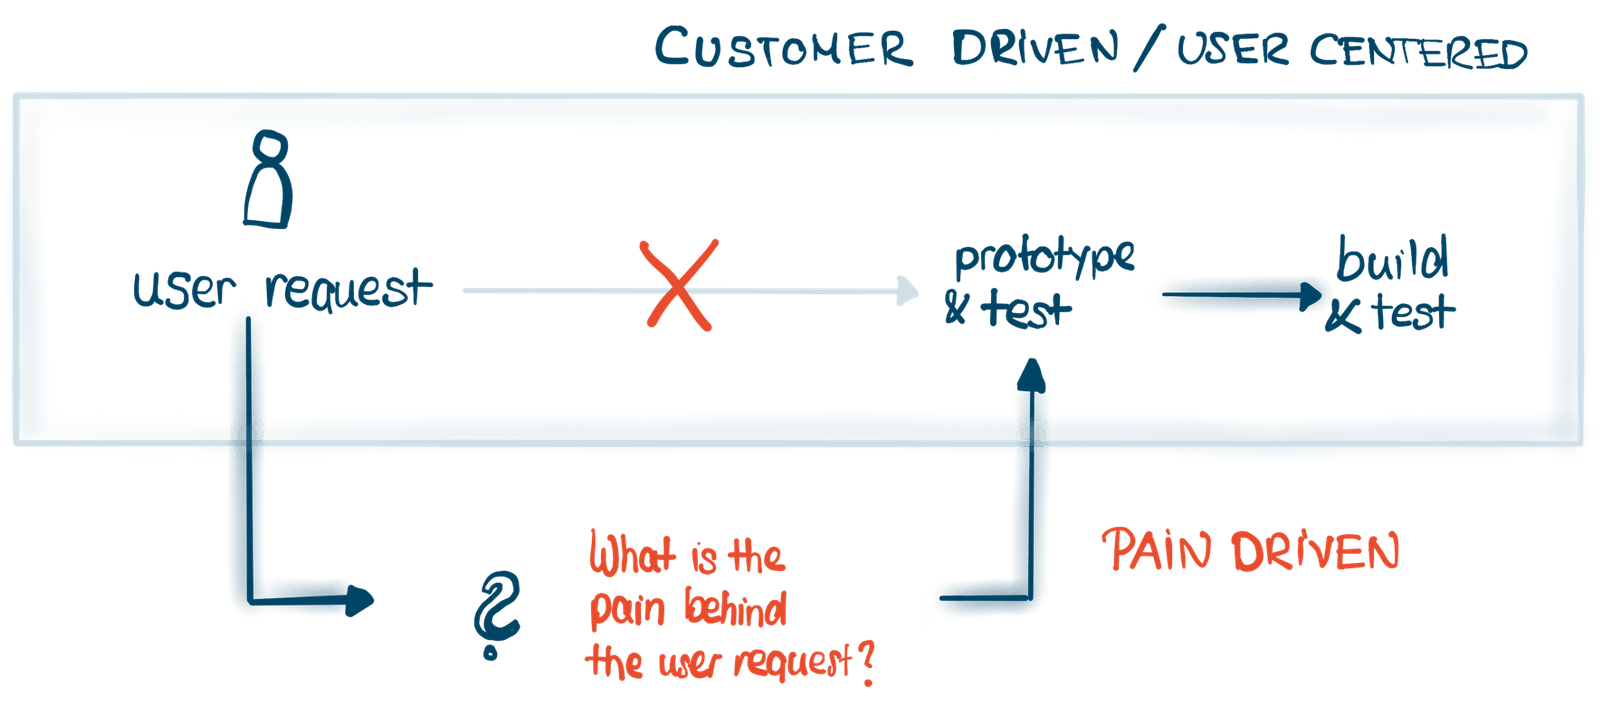 CUSTOMER DRIVEN / USER CENTERED
user request
prototype
& test
build
& test
?
What is the
pain behind
the user request?
PAIN DRIVEN